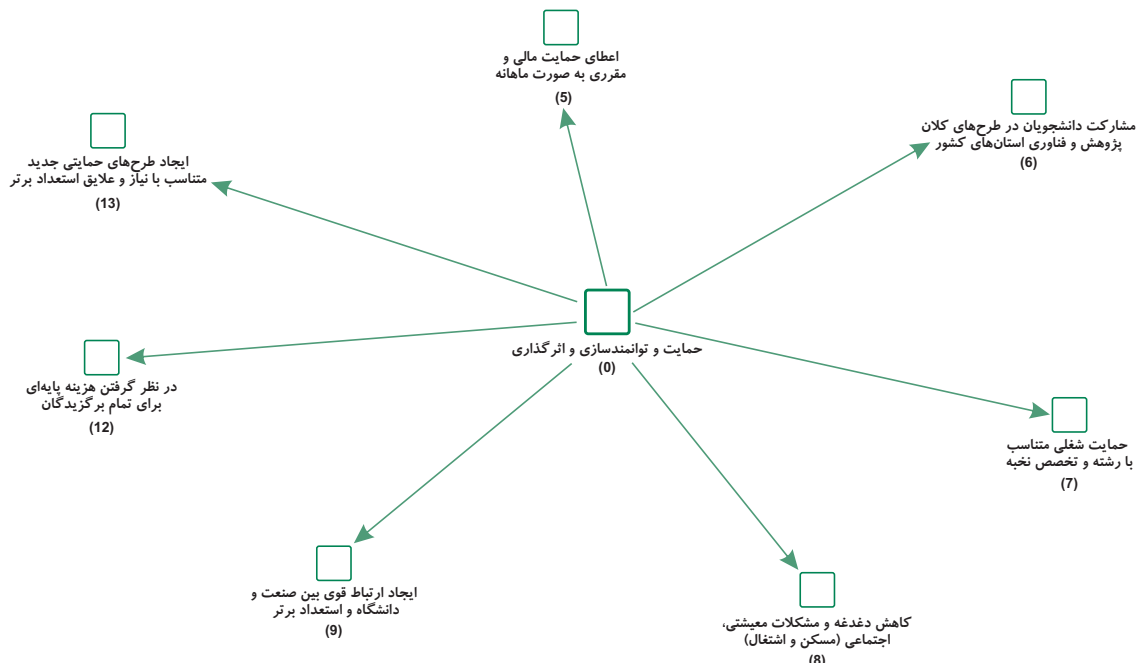 اعطای حمایت مالی و
مقرری به صورت ماهانه
(5)
مشارکت دانشجویان در طرح‌های کلان
پژوهش و فناوری استان‌های کشور
(6)
ایجاد طرح‌های حمایتی جدید
متناسب با نیاز و علایق استعداد برتر
(13)
حمایت و توانمندسازی و اثرگذاری
(0)
در نظر گرفتن هزینه پایه‌ای
برای تمام برگزیدگان
(12)
حمایت شغلی متناسب
با رشته و تخصص نخبه
(7)
ایجاد ارتباط قوی بین صنعت و
دانشگاه و استعداد برتر
(9)
کاهش دغدغه و مشکلات معیشتی،
اجتماعی (مسکن و اشتغال)
(8)